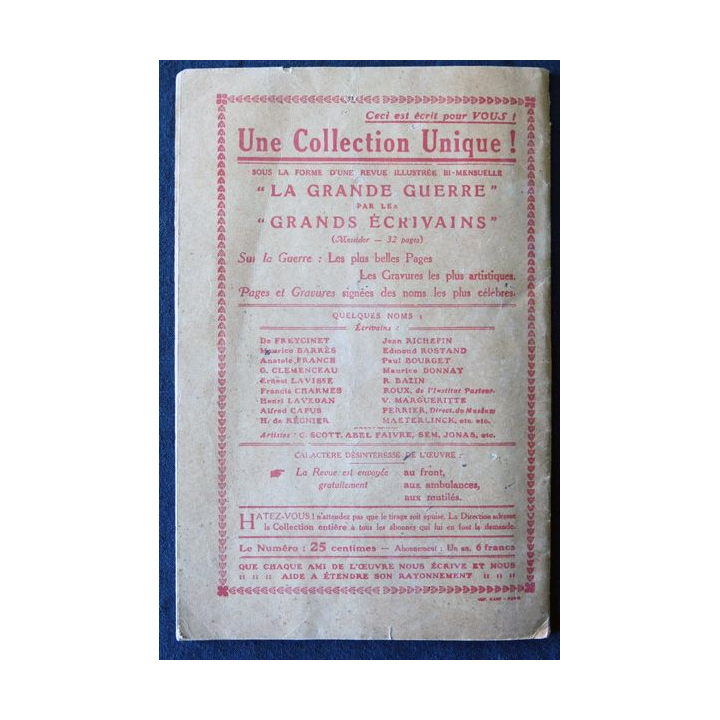 Ceci est écrit pour VOUS !
Une Collection Unique !
SOUS LA FORME D'UNE REVUE ILLUSTRÉE BI-MENSUELLE
“ LA GRANDE GUERRE ”
PAR LES
“ GRANDS ÉCRIVAINS ”
(Messidor — 32 pages)
Sur la Guerre : Les plus belles Pages
Les Gravures les plus artistiques.
Pages et Gravures signées des noms les plus célèbres.
QUELQUES NOMS :
Écrivains :
De FREYCINET Jean RICHEPIN
Maurice BARRÈS Edmond ROSTAND
Anatole FRANCE Paul BOURGET
G. CLEMENCEAU Maurice DONNAY
Ernest LAVISSE R. BAZIN
Francis CHARMES ROUX, de l'Institut Pasteur.
Henri LAVEDAN V. MARGUERITTE
Alfred CAPUS PERRIER, Direct. du Muséum
H. de RÉGNIER MAETERLINCK, etc. etc.
Artistes : C. SCOTT, ABEL FAIVRE, SEM, JONAS, etc.
CARACTÈRE DÉSINTÉRESSÉ DE L'ŒUVRE :
☛ La Revue est envoyée au front,
gratuitement aux ambulances,
aux mutilés.
HATEZ-VOUS ! n'attendez pas que le tirage soit épuisé. La Direction adresse
la Collection entière à tous les abonnés qui lui en font la demande.
Le Numéro : 25 centimes — Abonnement : Un an, 6 francs
QUE CHAQUE AMI DE L'ŒUVRE NOUS ÉCRIVE ET NOUS
AIDE A ÉTENDRE SON RAYONNEMENT